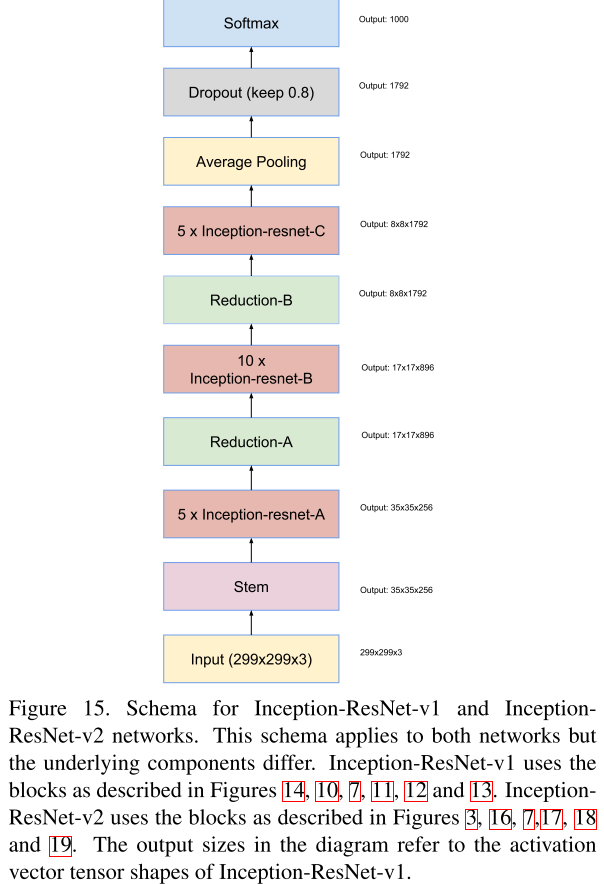 Softmax
Output: 1000
Dropout (keep 0.8)
Output: 1792
Average Pooling
Output: 1792
5 x Inception-resnet-C
Output: 8x8x1792
Reduction-B
Output: 8x8x1792
10 x
Inception-resnet-B
Output: 17x17x896
Reduction-A
Output: 17x17x896
5 x Inception-resnet-A
Output: 35x35x256
Stem
Output: 35x35x256
Input (299x299x3)
299x299x3
Figure 15. Schema for Inception-ResNet-v1 and Inception-
ResNet-v2 networks. This schema applies to both networks but
the underlying components differ. Inception-ResNet-v1 uses the
blocks as described in Figures 14, 10, 7, 11, 12 and 13. Inception-
ResNet-v2 uses the blocks as described in Figures 3, 16, 7,17, 18
and 19. The output sizes in the diagram refer to the activation
vector tensor shapes of Inception-ResNet-v1.